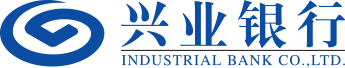 兴业银行
INDUSTRIAL BANK CO.,LTD.